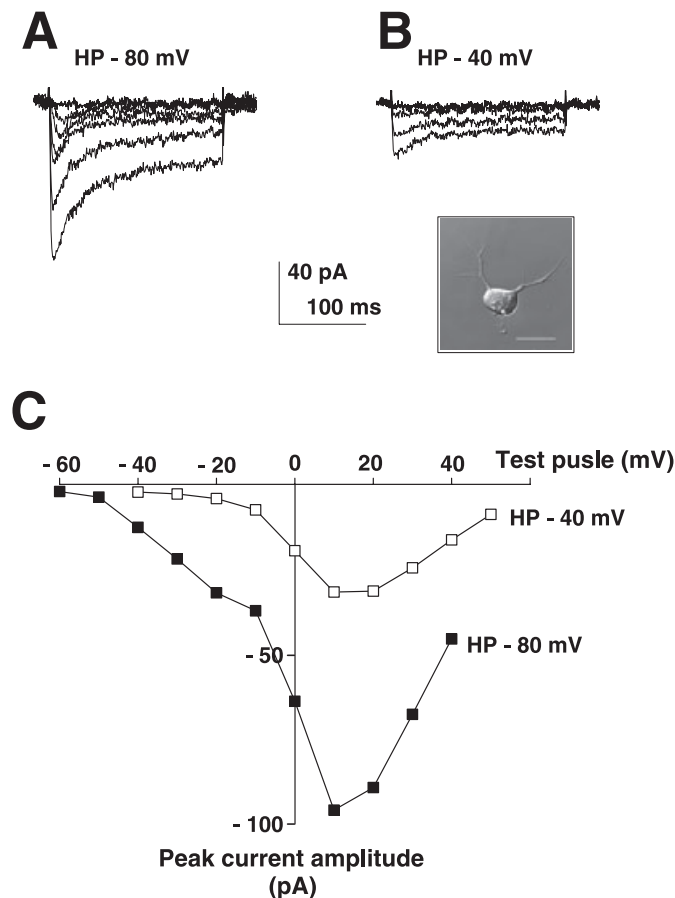 A
HP - 80 mV
B
HP - 40 mV
40 pA
100 ms
C
- 60 - 40 - 20 0 20 40 Test pusle (mV)
HP - 40 mV
- 50
HP - 80 mV
- 100
Peak current amplitude
(pA)